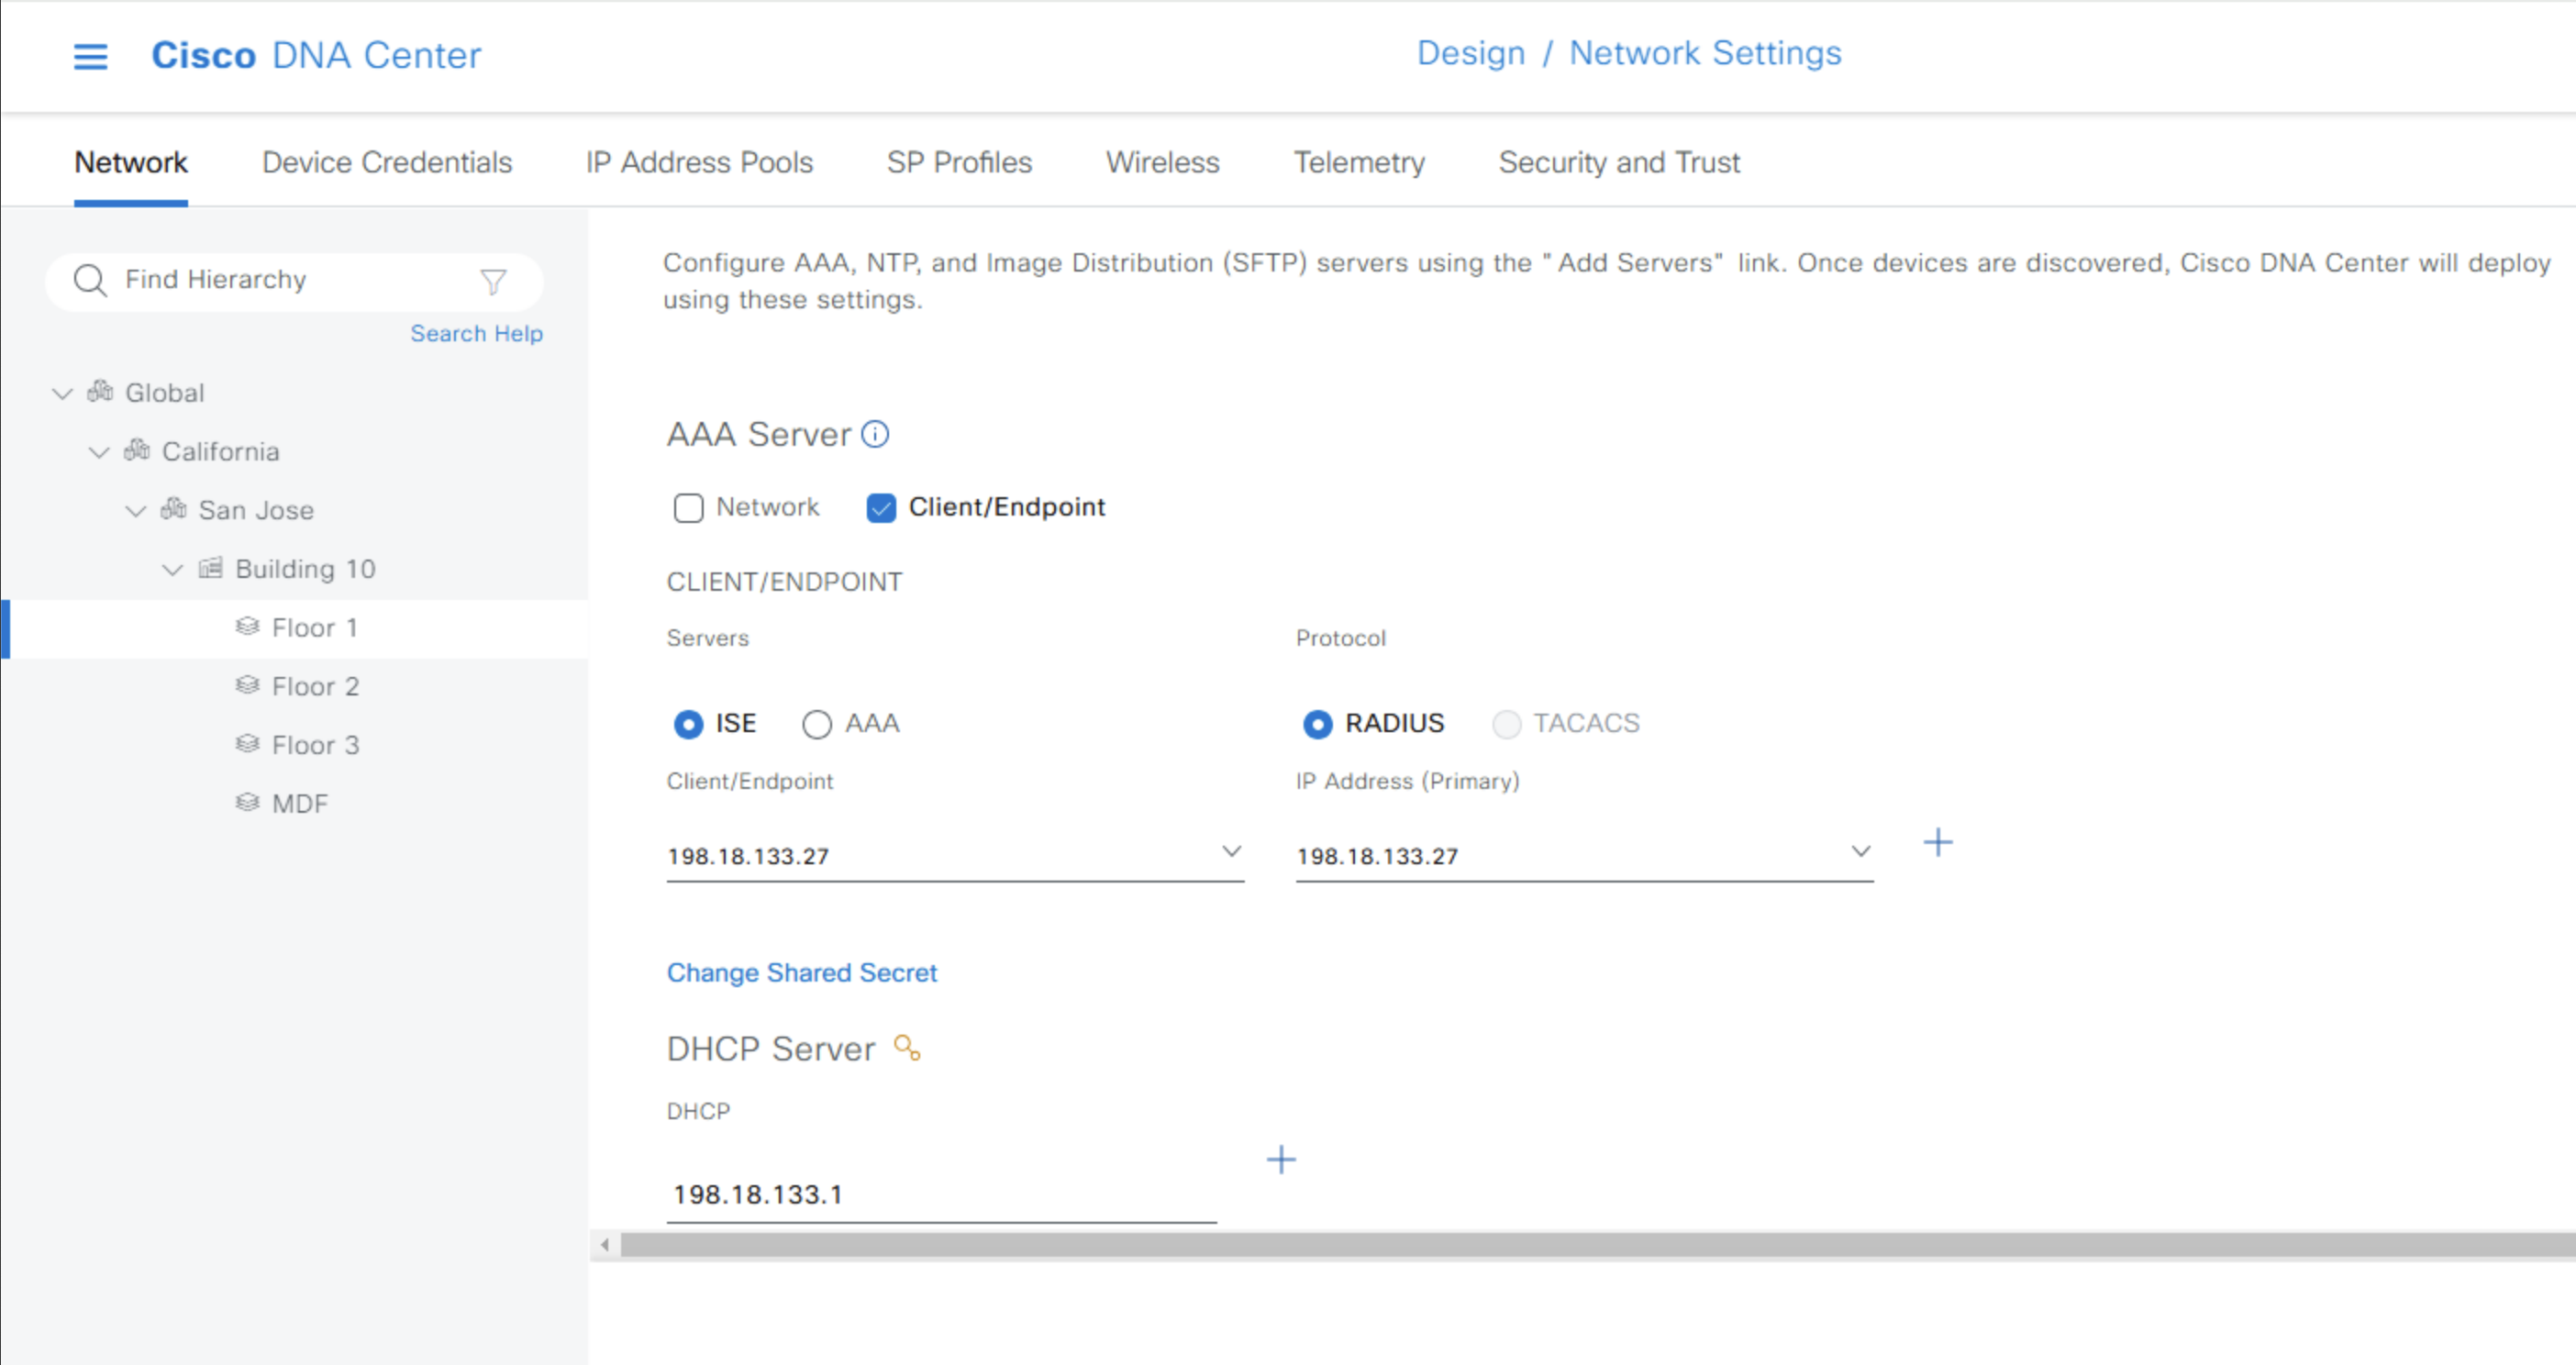 Cisco DNA Center
Design / Network Settings
Network Device Credentials IP Address Pools SP Profiles Wireless Telemetry Security and Trust
Find Hierarchy
Search Help
Global
California
San Jose
Building 10
Floor 1
Floor 2
Floor 3
MDF
Configure AAA, NTP, and Image Distribution (SFTP) servers using the "Add Servers" link. Once devices are discovered, Cisco DNA Center will deploy
using these settings.
AAA Server
Network Client/Endpoint
CLIENT/ENDPOINT
Servers Protocol
ISE AAA RADIUS TACACS
Client/Endpoint IP Address (Primary)
198.18.133.27 198.18.133.27
Change Shared Secret
DHCP Server
DHCP
198.18.133.1